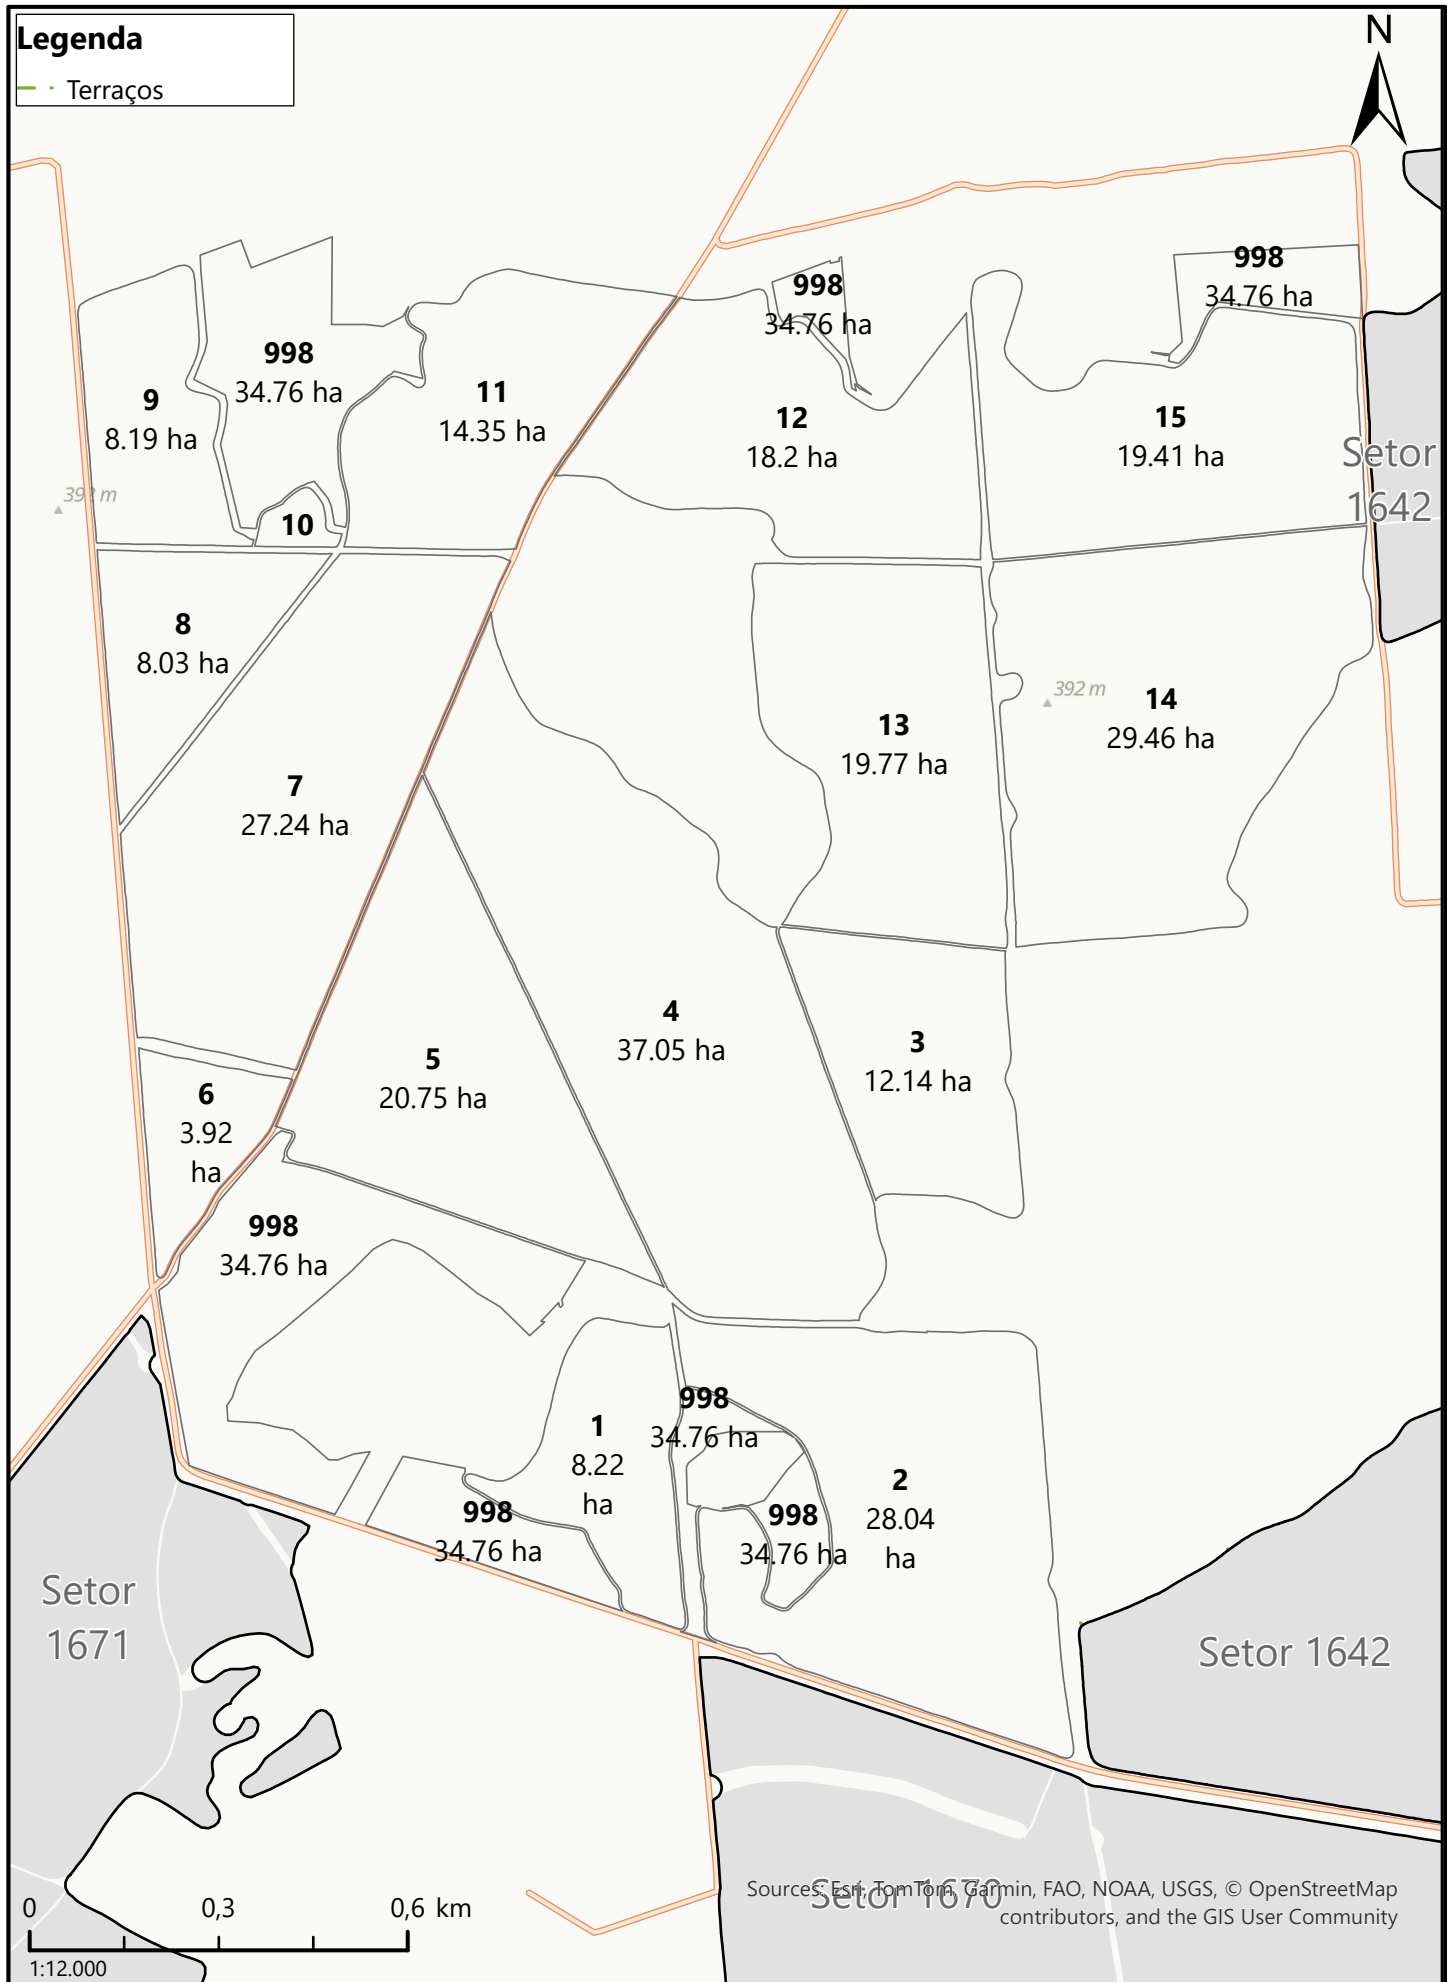 Legenda
Terraços
N
998
34.76 ha
998
34.76 ha
998
34.76 ha
9
8.19 ha
11
14.35 ha
12
18.2 ha
15
19.41 ha
Setor
1642
392 m
10
8
8.03 ha
392 m
14
29.46 ha
13
19.77 ha
7
27.24 ha
4
37.05 ha
3
12.14 ha
5
20.75 ha
6
3.92
ha
998
34.76 ha
998
34.76 ha
1
8.22
ha
2
28.04
ha
998
34.76 ha
998
34.76 ha
Setor
1671
Setor 1642
Setor 1670
Sources: Esri, TomTom, Garmin, FAO, NOAA, USGS, © OpenStreetMap
contributors, and the GIS User Community
0 0,3 0,6 km
1:12.000